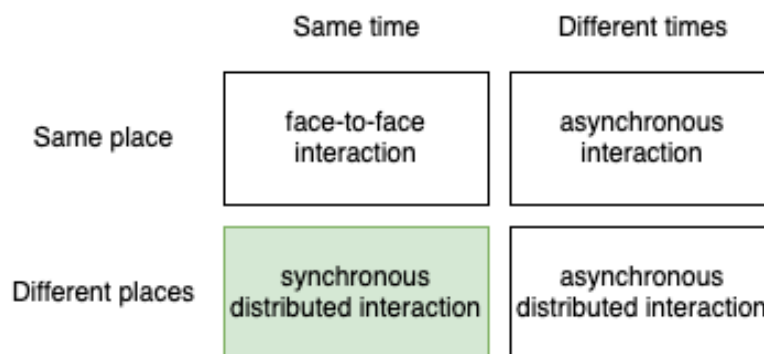 Same time Different times
Same place
face-to-face
interaction
asynchronous
interaction
Different places
synchronous
distributed interaction
asynchronous
distributed interaction